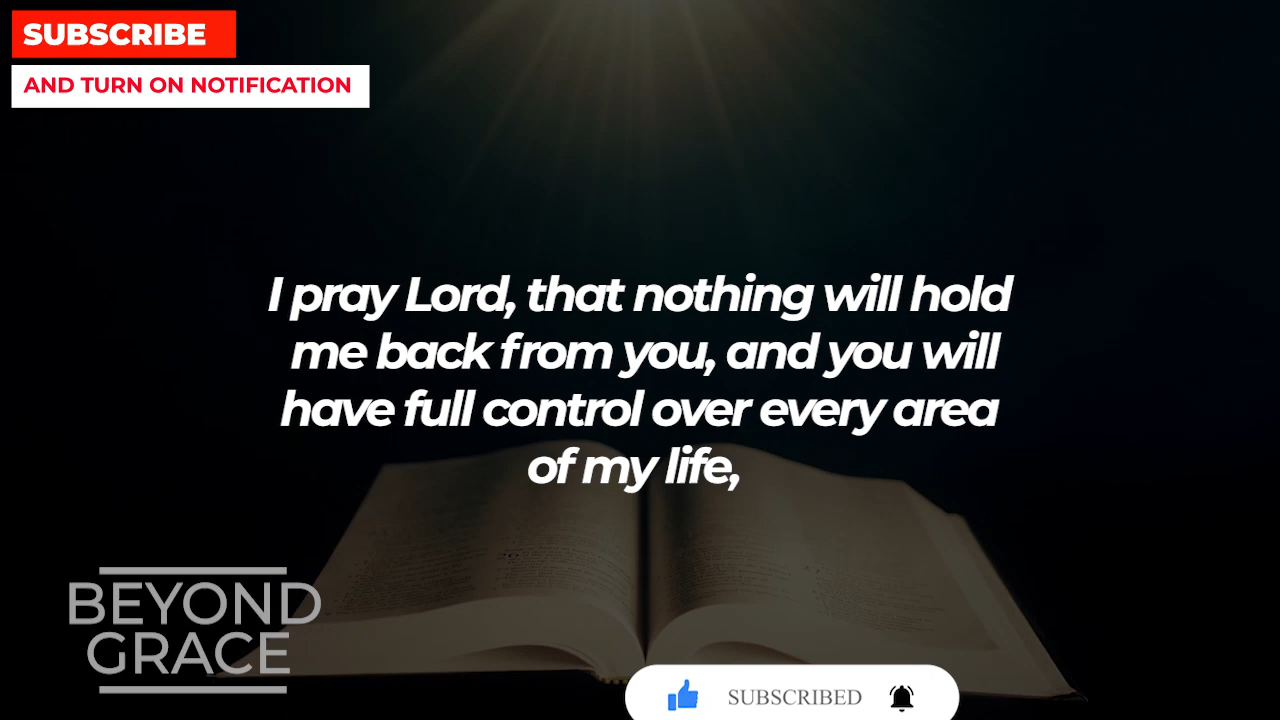 SUBSCRIBE
AND TURN ON NOTIFICATION
I pray Lord, that nothing will hold
me back from you, and you will
have full control over every area
of my life,
BEYOND
GRACE
SUBSCRIBED